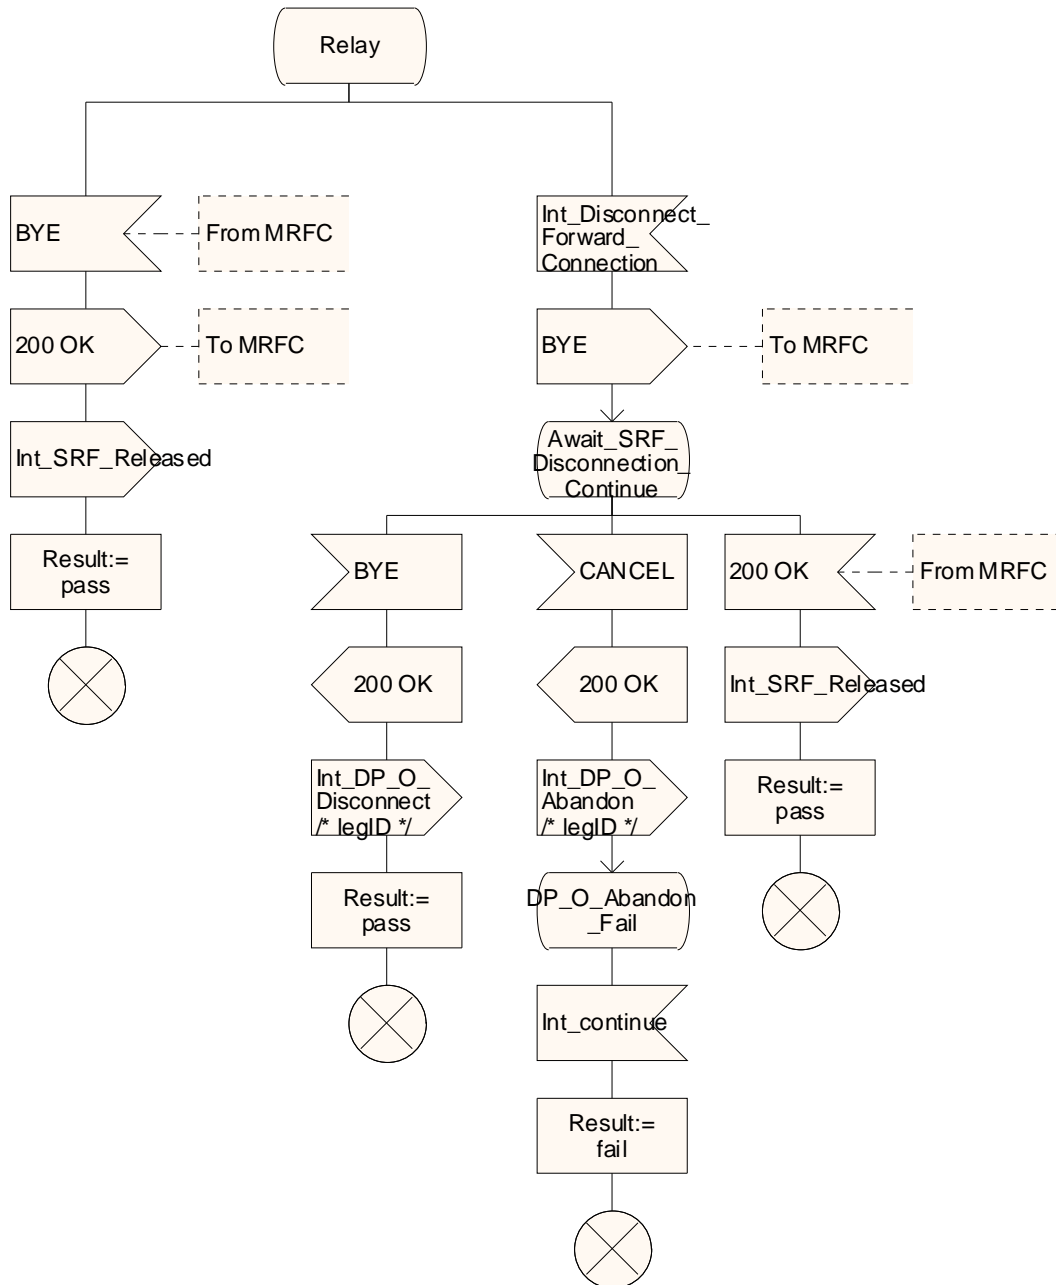 Relay
BYE
From MRFC
Int_Disconnect_
Forward_
Connection
200 OK
To MRFC
BYE
To MRFC
Int_SRF_Released
Await_SRF_
Disconnection_
Continue
Result:=
pass
BYE
CANCEL
200 OK
From MRFC
200 OK
200 OK
Int_SRF_Released
Int_DP_O_
Disconnect
/* legID */
Int_DP_O_
Abandon
/* legID */
Result:=
pass
Result:=
pass
DP_O_Abandon
_Fail
Int_continue
Result:=
fail